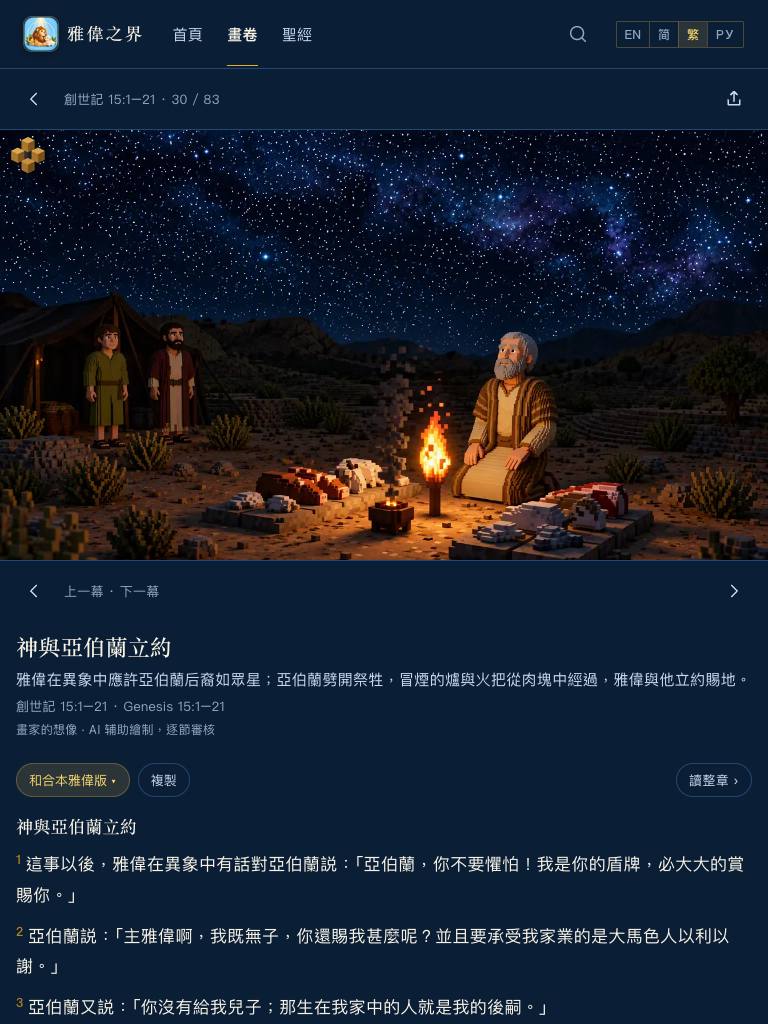 雅偉之界 首頁 畫卷 聖經 EN 简 繁 РУ
創世記 15:1–21 · 30 / 83
上一幕 · 下一幕
神與亞伯蘭立約
雅偉在異象中應許亞伯蘭后裔如眾星；亞伯蘭劈開祭牲，冒煙的爐與火把從肉塊中經過，雅偉與他立約賜地。
創世記 15:1–21 · Genesis 15:1–21
畫家的想像 · AI 辅助繪制，逐節審核
和合本雅偉版 ▾ 複製 讀整章 ›
神與亞伯蘭立約
1 這事以後，雅偉在異象中有話對亞伯蘭説：「亞伯蘭，你不要懼怕！我是你的盾牌，必大大的賞
賜你。」
2 亞伯蘭説：「主雅偉啊，我既無子，你還賜我甚麼呢？並且要承受我家業的是大馬色人以利以
謝。」
3 亞伯蘭又説：「你沒有給我兒子；那生在我家中的人就是我的後嗣。」